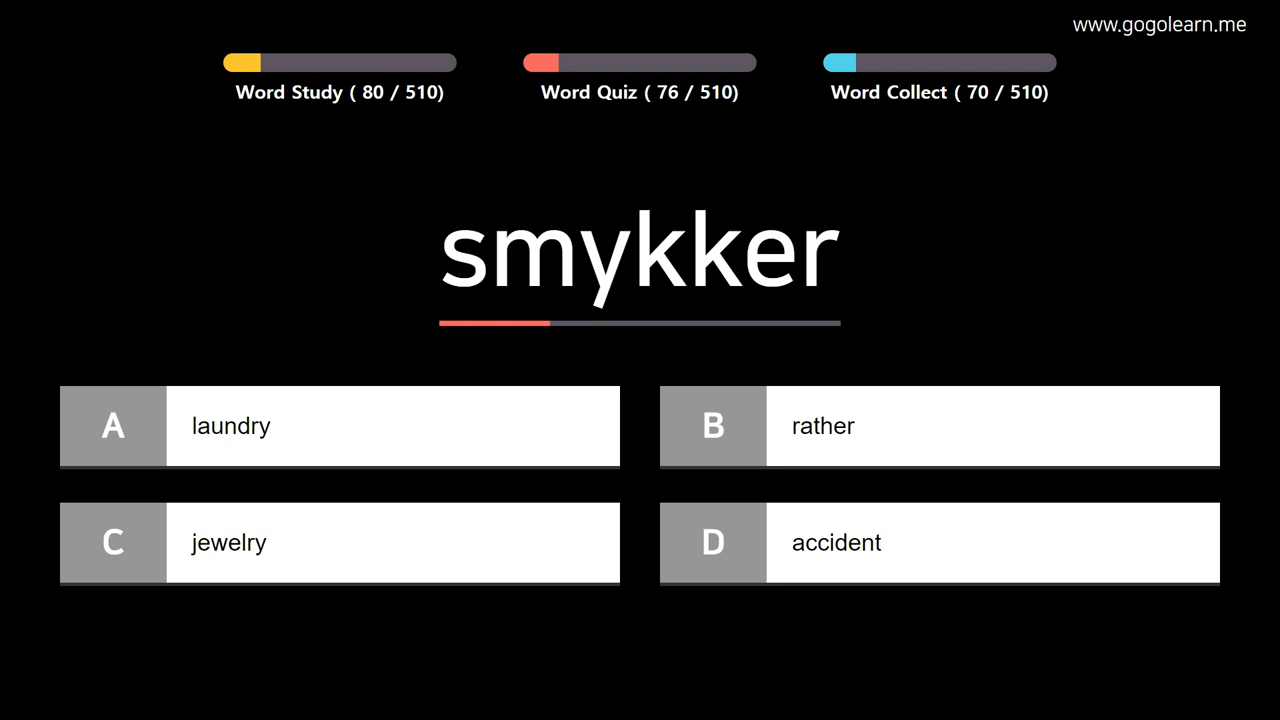 www.gogolearn.me
Word Study ( 80 / 510)
Word Quiz ( 76 / 510)
Word Collect ( 70 / 510)
smykker
A laundry
B rather
C jewelry
D accident